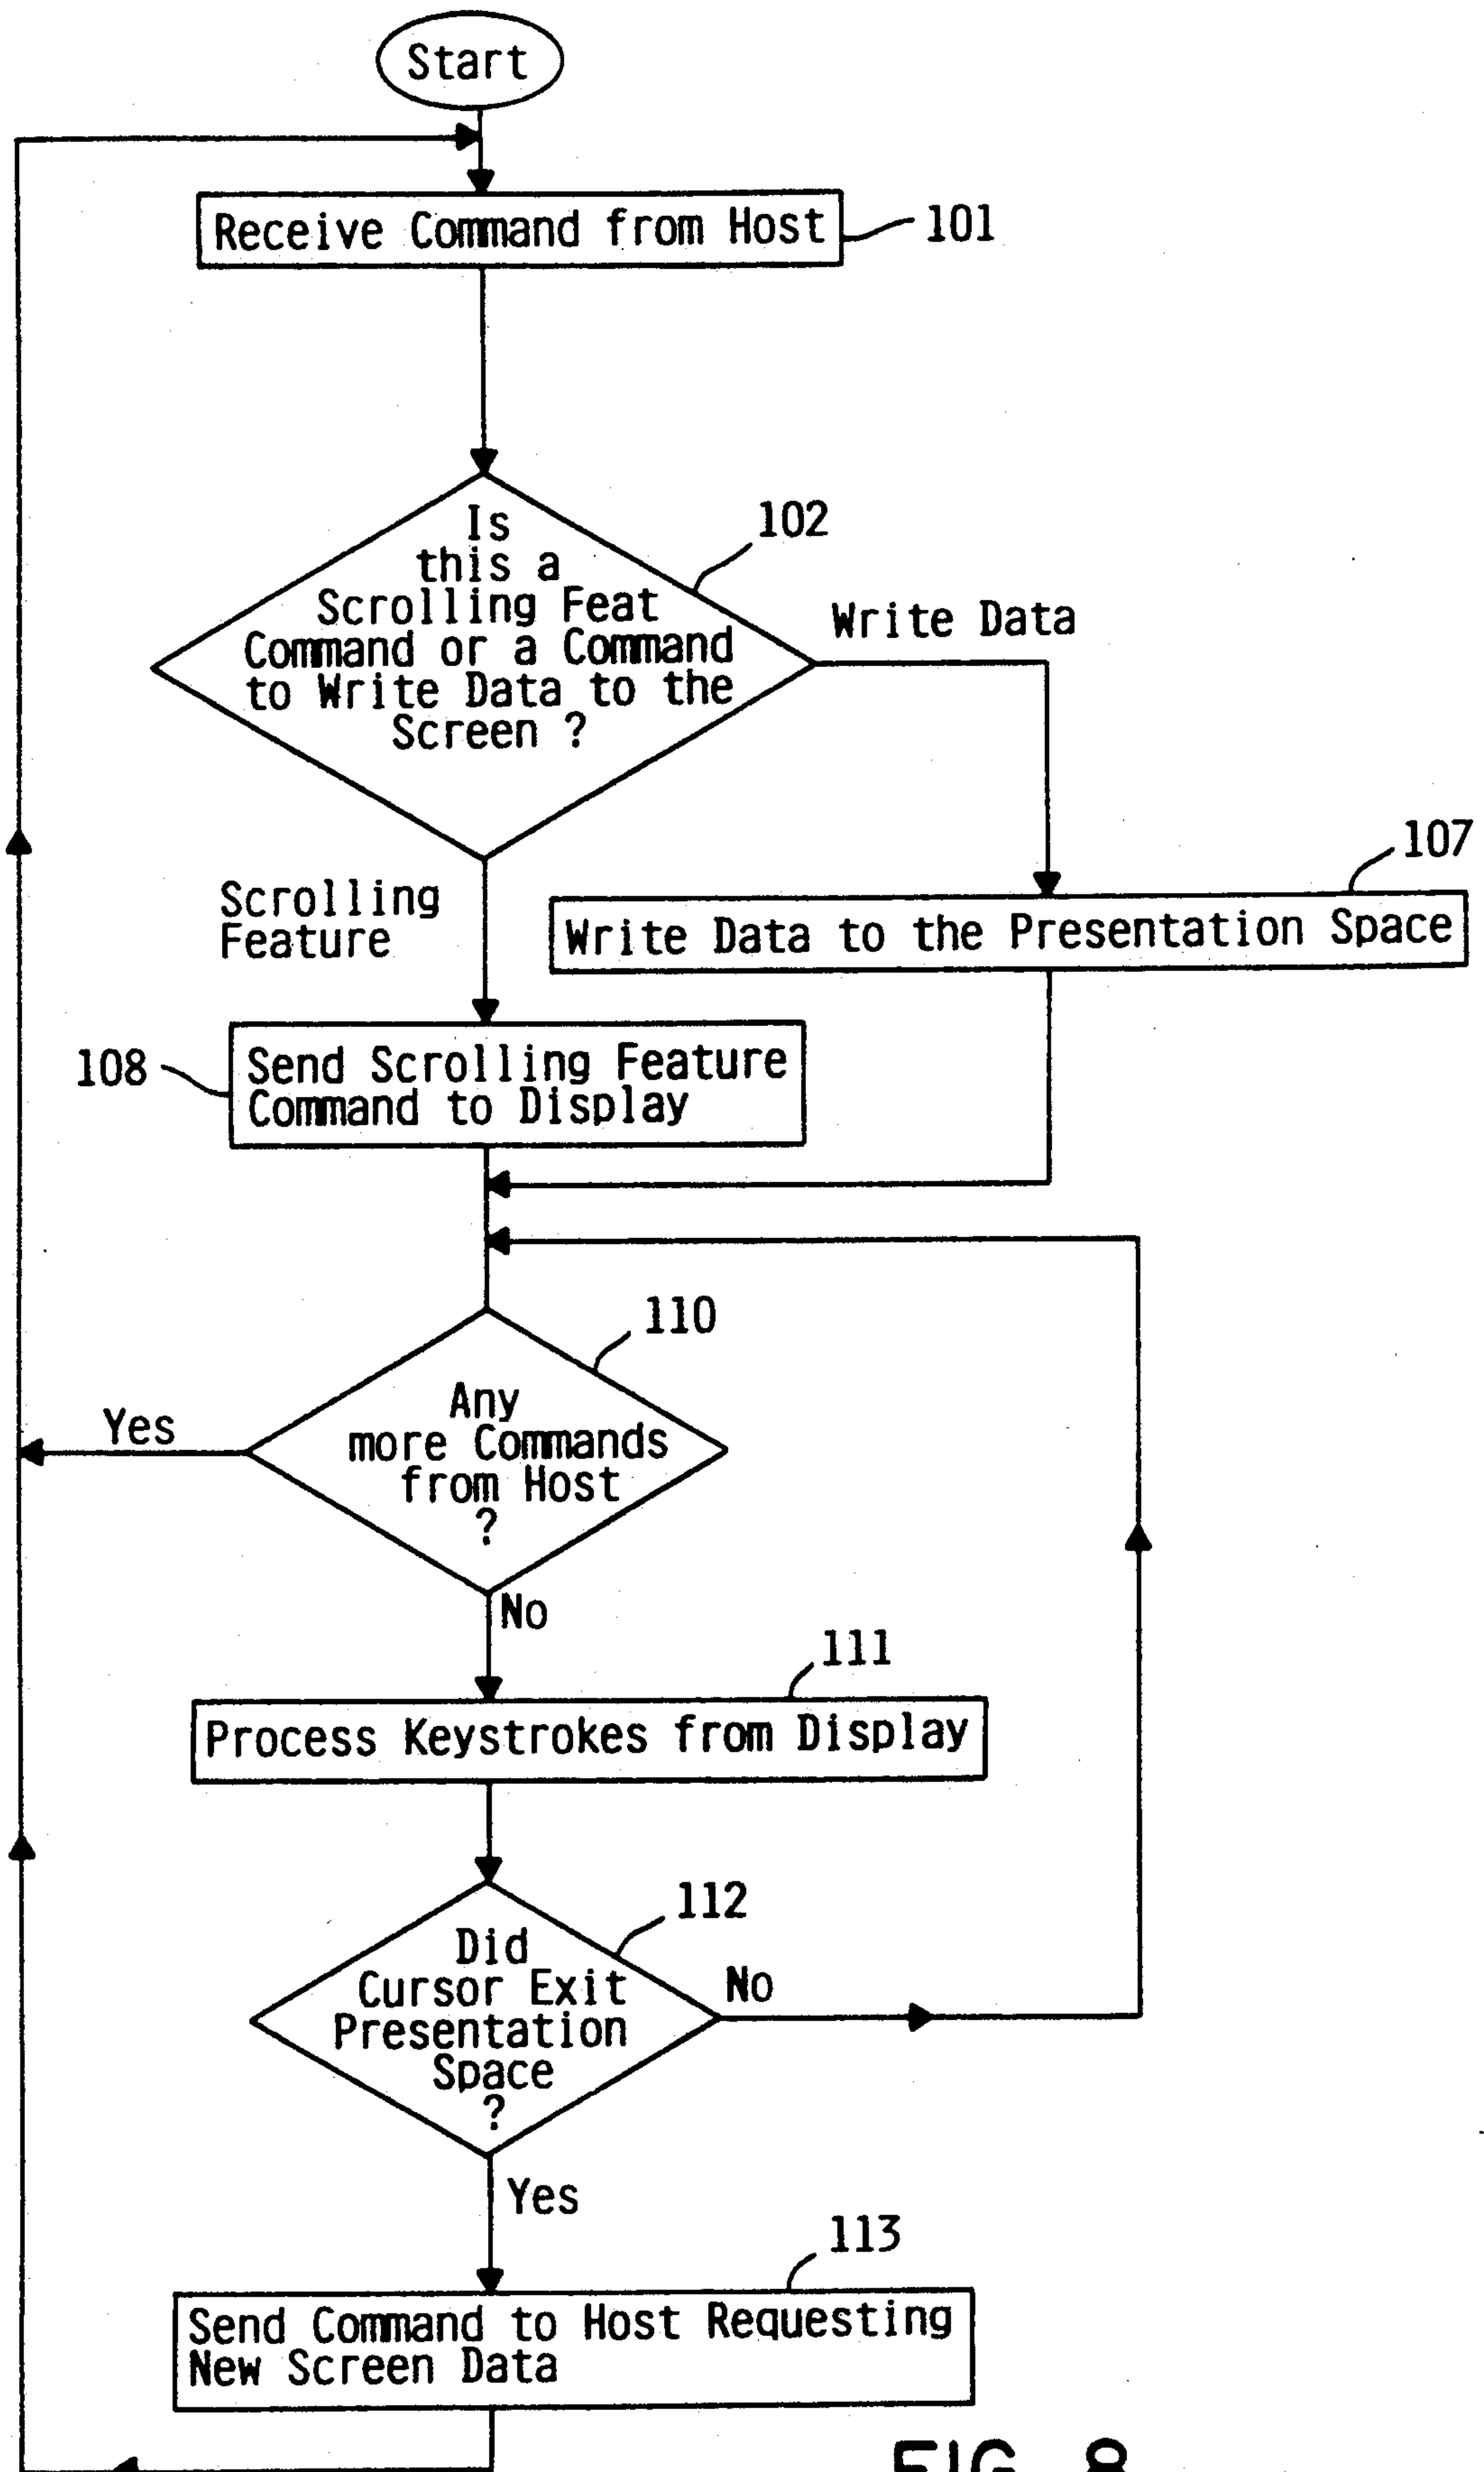 Start
Receive Command from Host
101
Is
this a
Scrolling Feat
Command or a Command
to Write Data to the
Screen ?
102
Write Data
107
Scrolling
Feature
Write Data to the Presentation Space
108
Send Scrolling Feature
Command to Display
110
Any
more Commands
from Host
?
Yes
No
111
Process Keystrokes from Display
112
Did
Cursor Exit
Presentation
Space
?
No
Yes
113
Send Command to Host Requesting
New Screen Data